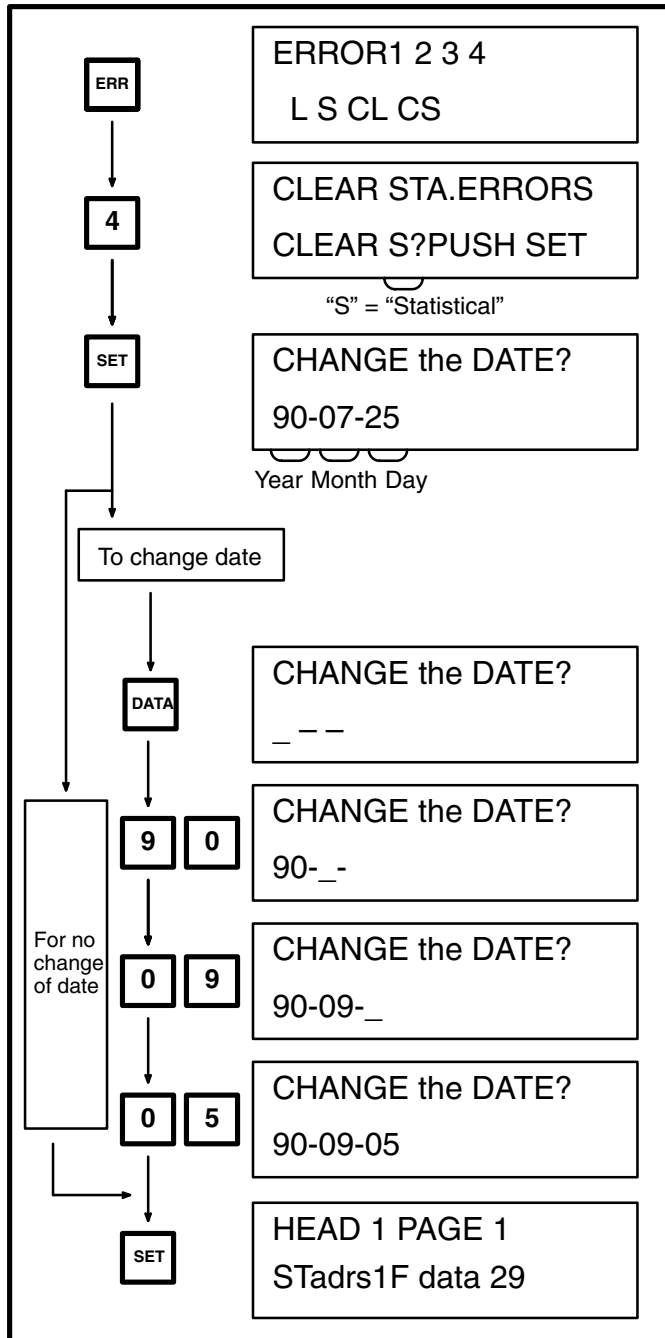 ERR
ERROR1 2 3 4
L S CL CS
4
CLEAR STA.ERRORS
CLEAR S?PUSH SET
“S” = “Statistical”
SET
CHANGE the DATE?
90-07-25
Year Month Day
To change date
DATA
CHANGE the DATE?
_ – –
9 0
CHANGE the DATE?
90-_-
For no
change
of date
0 9
CHANGE the DATE?
90-09-_
0 5
CHANGE the DATE?
90-09-05
SET
HEAD 1 PAGE 1
STadrs1F data 29